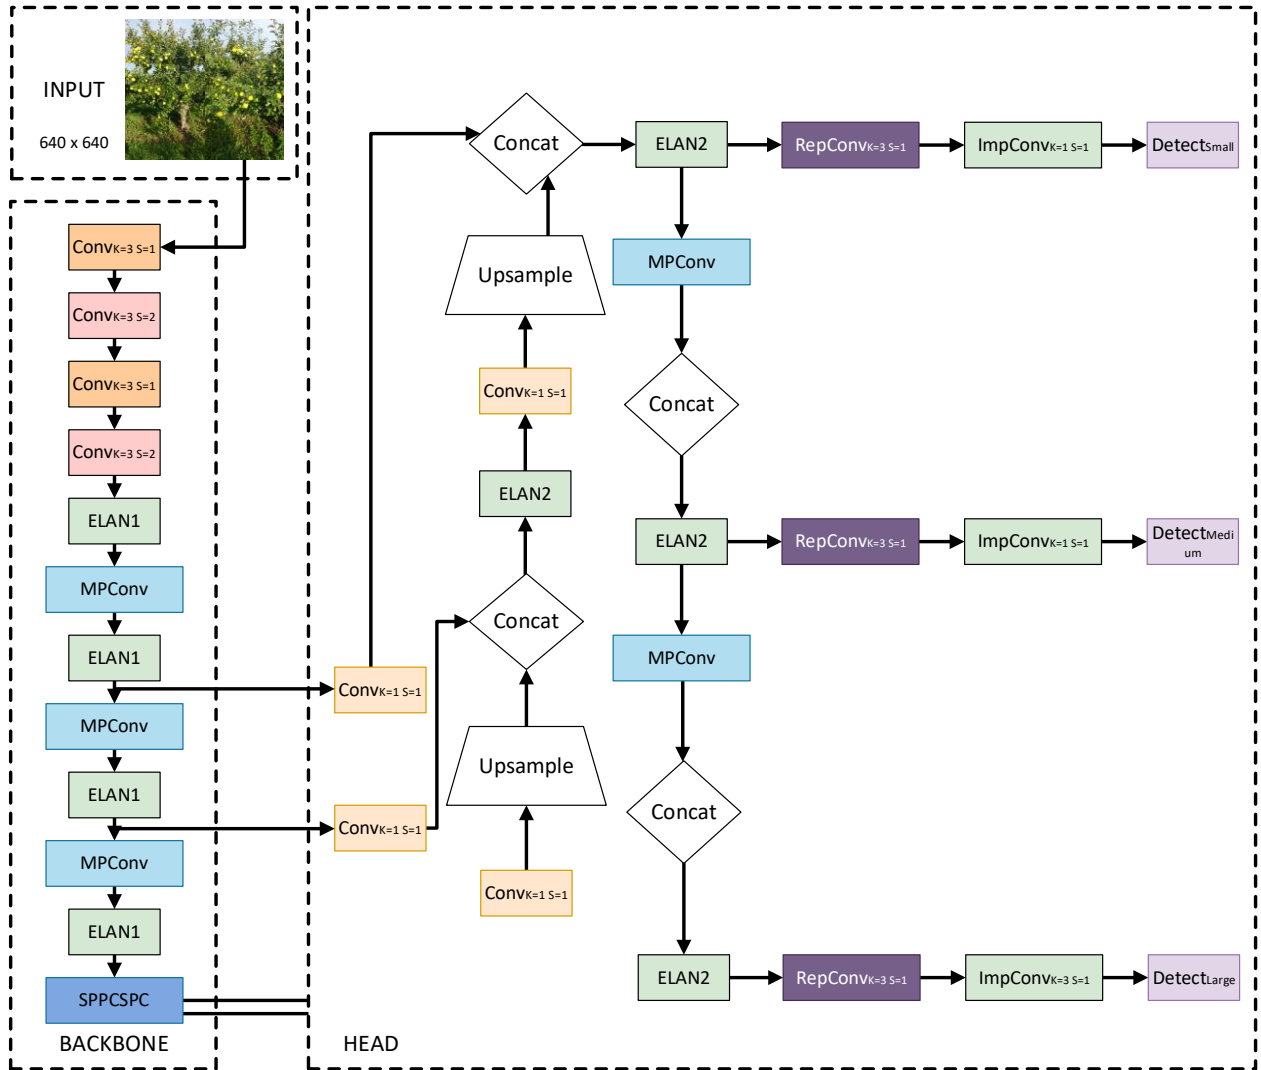 INPUT
640 x 640
ConvK=3 S=1
ConvK=3 S=2
ConvK=3 S=1
ConvK=3 S=2
ELAN1
MPConv
ELAN1
MPConv
ELAN1
MPConv
ELAN1
SPPCSPC
BACKBONE
ConvK=1 S=1
ConvK=1 S=1
HEAD
Concat
Upsample
ConvK=1 S=1
ELAN2
Concat
Upsample
ConvK=1 S=1
ELAN2
RepConvK=3 S=1
ImpConvK=1 S=1
DetectSmall
MPConv
Concat
ELAN2
RepConvK=3 S=1
ImpConvK=1 S=1
DetectMedi
um
MPConv
Concat
ELAN2
RepConvK=3 S=1
ImpConvK=3 S=1
DetectLarge